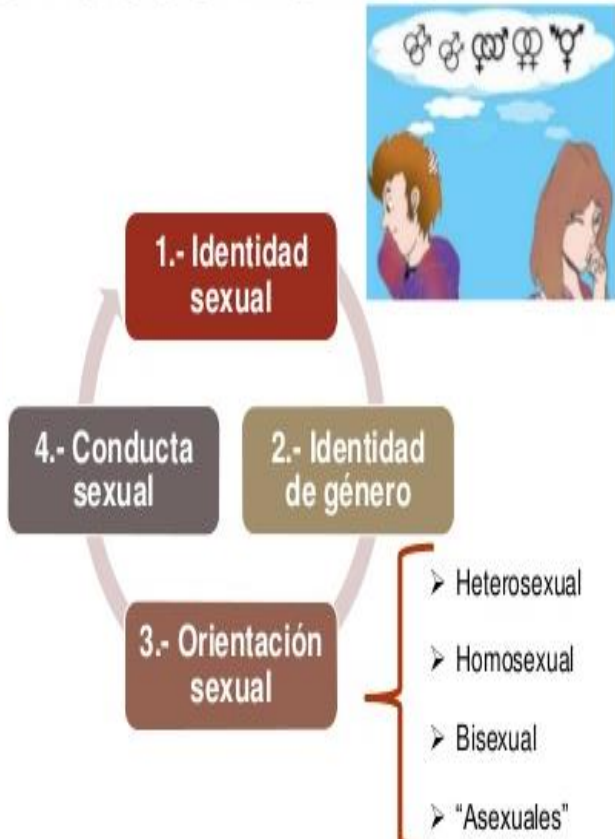 1.- Identidad
sexual
2.- Identidad
de género
3.- Orientación
sexual
4.- Conducta
sexual
➢ Heterosexual
➢ Homosexual
➢ Bisexual
➢ “Asexuales”